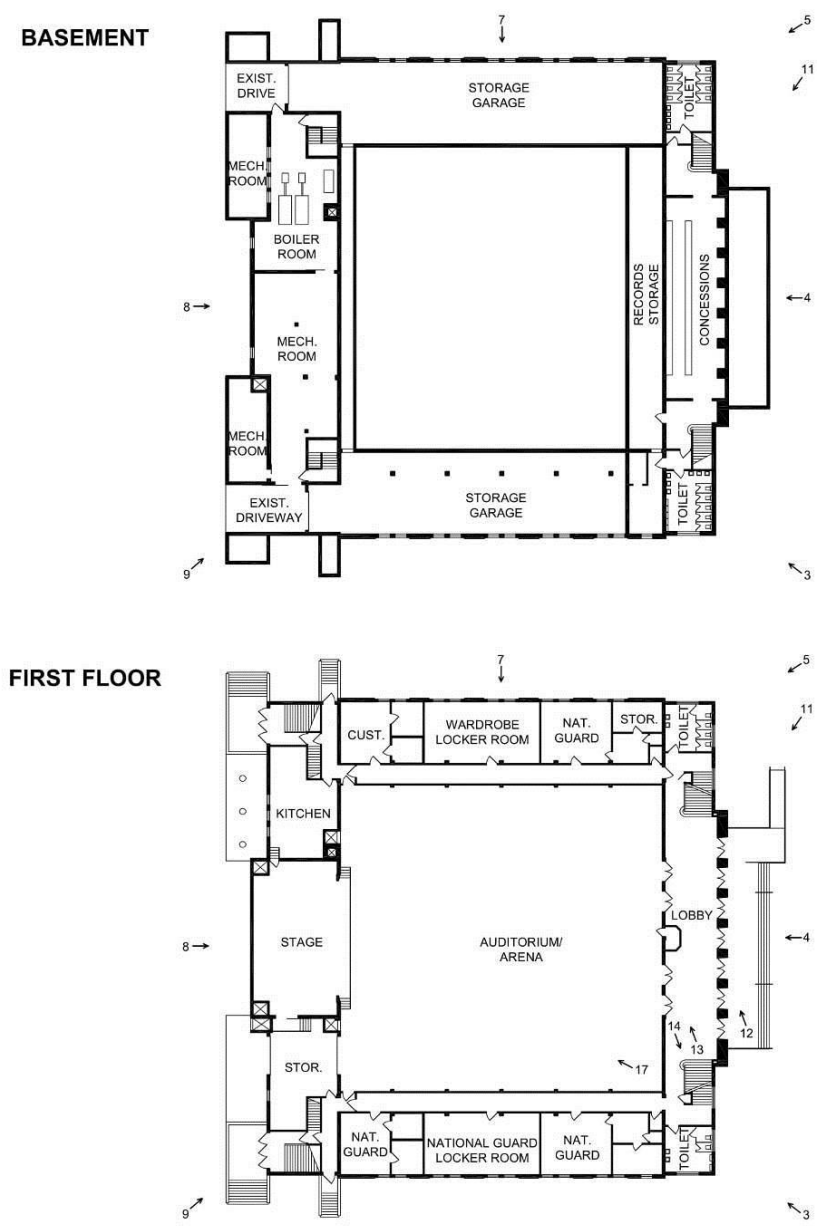 BASEMENT
7
5
11
EXIST.
DRIVE
STORAGE
GARAGE
TOILET
MECH.
ROOM
BOILER
ROOM
RECORDS
STORAGE
CONCESSIONS
8
4
MECH.
ROOM
MECH.
ROOM
EXIST.
DRIVEWAY
STORAGE
GARAGE
TOILET
9
3
FIRST FLOOR
7
5
11
CUST.
WARDROBE
LOCKER ROOM
NAT.
GUARD
STOR.
TOILET
KITCHEN
STAGE
AUDITORIUM/
ARENA
LOBBY
8
4
14
13
12
17
STOR.
NAT.
GUARD
NATIONAL GUARD
LOCKER ROOM
NAT.
GUARD
TOILET
9
3